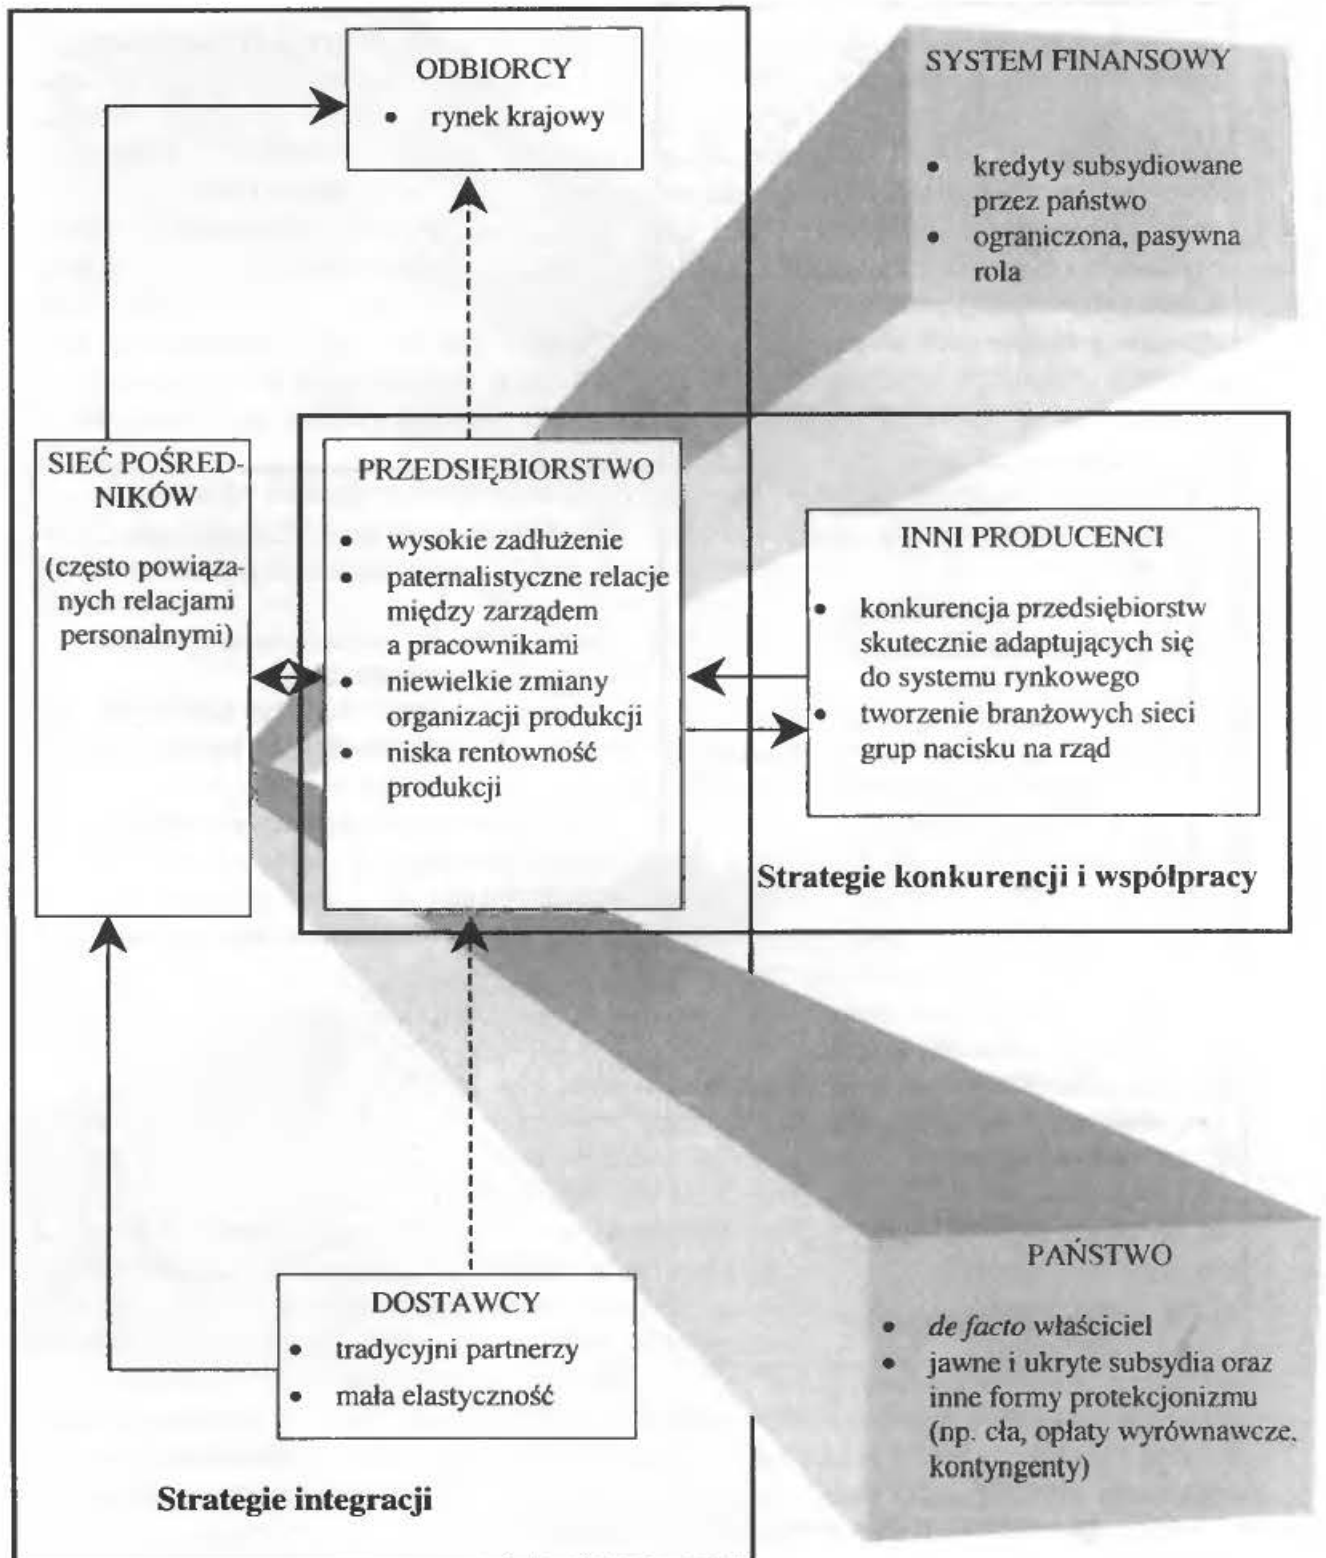 ODBIORCY
• rynek krajowy
SYSTEM FINANSOWY
• kredyty subsydiowane
przez państwo
• ograniczona, pasywna
rola
SIEĆ POŚRED-
NIKÓW
(często powiąza-
nych relacjami
personalnymi)
PRZEDSIĘBIORSTWO
• wysokie zadłużenie
• paternalistyczne relacje
między zarządem
a pracownikami
• niewielkie zmiany
organizacji produkcji
• niska rentowność
produkcji
INNI PRODUCENCI
• konkurencja przedsiębiorstw
skutecznie adaptujących się
do systemu rynkowego
• tworzenie branżowych sieci
grup nacisku na rząd
Strategie konkurencji i współpracy
DOSTAWCY
• tradycyjni partnerzy
• mała elastyczność
PAŃSTWO
• de facto właściciel
• jawne i ukryte subsydia oraz
inne formy protekcjonizmu
(np. cła, opłaty wyrównawcze,
kontyngenty)
Strategie integracji